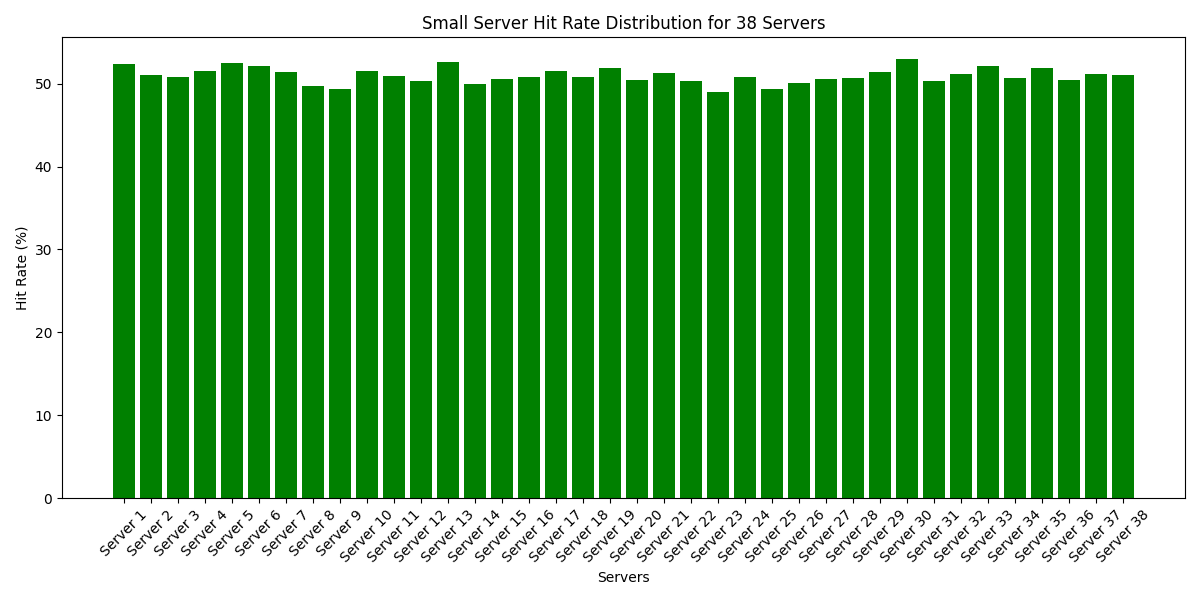 Small Server Hit Rate Distribution for 38 Servers
Hit Rate (%)
50
40
30
20
10
0
Server 1
Server 2
Server 3
Server 4
Server 5
Server 6
Server 7
Server 8
Server 9
Server 10
Server 11
Server 12
Server 13
Server 14
Server 15
Server 16
Server 17
Server 18
Server 19
Server 20
Server 21
Server 22
Server 23
Server 24
Server 25
Server 26
Server 27
Server 28
Server 29
Server 30
Server 31
Server 32
Server 33
Server 34
Server 35
Server 36
Server 37
Server 38
Servers